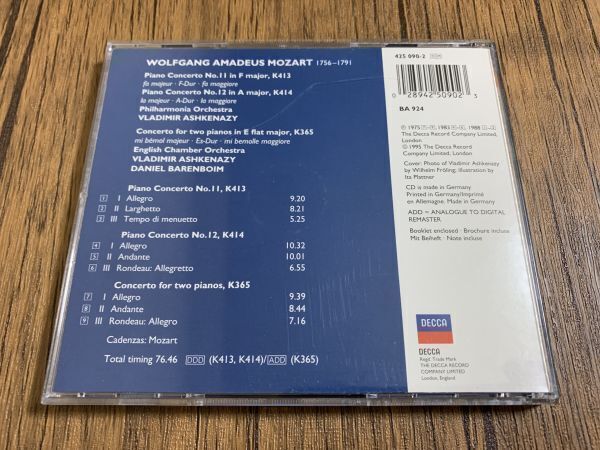 WOLFGANG AMADEUS MOZART 1756–1791
Piano Concerto No.11 in F major, K413
fa majeur · F-Dur · fa maggiore
Piano Concerto No.12 in A major, K414
la majeur · A-Dur · la maggiore
Philharmonia Orchestra
VLADIMIR ASHKENAZY
Concerto for two pianos in E flat major, K365
mi bémol majeur · Es-Dur · mi bemolle maggiore
English Chamber Orchestra
VLADIMIR ASHKENAZY
DANIEL BARENBOIM
Piano Concerto No.11, K413
1 I Allegro 9.20
2 II Larghetto 8.21
3 III Tempo di menuetto 5.25
Piano Concerto No.12, K414
4 I Allegro 10.32
5 II Andante 10.01
6 III Rondeau: Allegretto 6.55
Concerto for two pianos, K365
7 I Allegro 9.39
8 II Andante 8.44
9 III Rondeau: Allegro 7.16
Cadenzas: Mozart
Total timing 76.46 DDD (K413, K414)/ADD (K365)
425 090-2
0 28942 50902 3
BA 924
The Decca Record Company Limited,
London
℗ 1995 The Decca Record
Company Limited, London
Cover: Photo of Vladimir Ashkenazy
by Wilhelm Fröling; illustration by
Ita Mattner
CD is made in Germany
Printed in Germany/Imprimé
en Allemagne. Made in Germany
ADD = ANALOGUE TO DIGITAL
REMASTER
Booklet enclosed · Brochure incluse
Mit Beiheft · Note incluse
DECCA
DECCA
Regd. Trade Mark
THE DECCA RECORD
COMPANY LIMITED
London, England